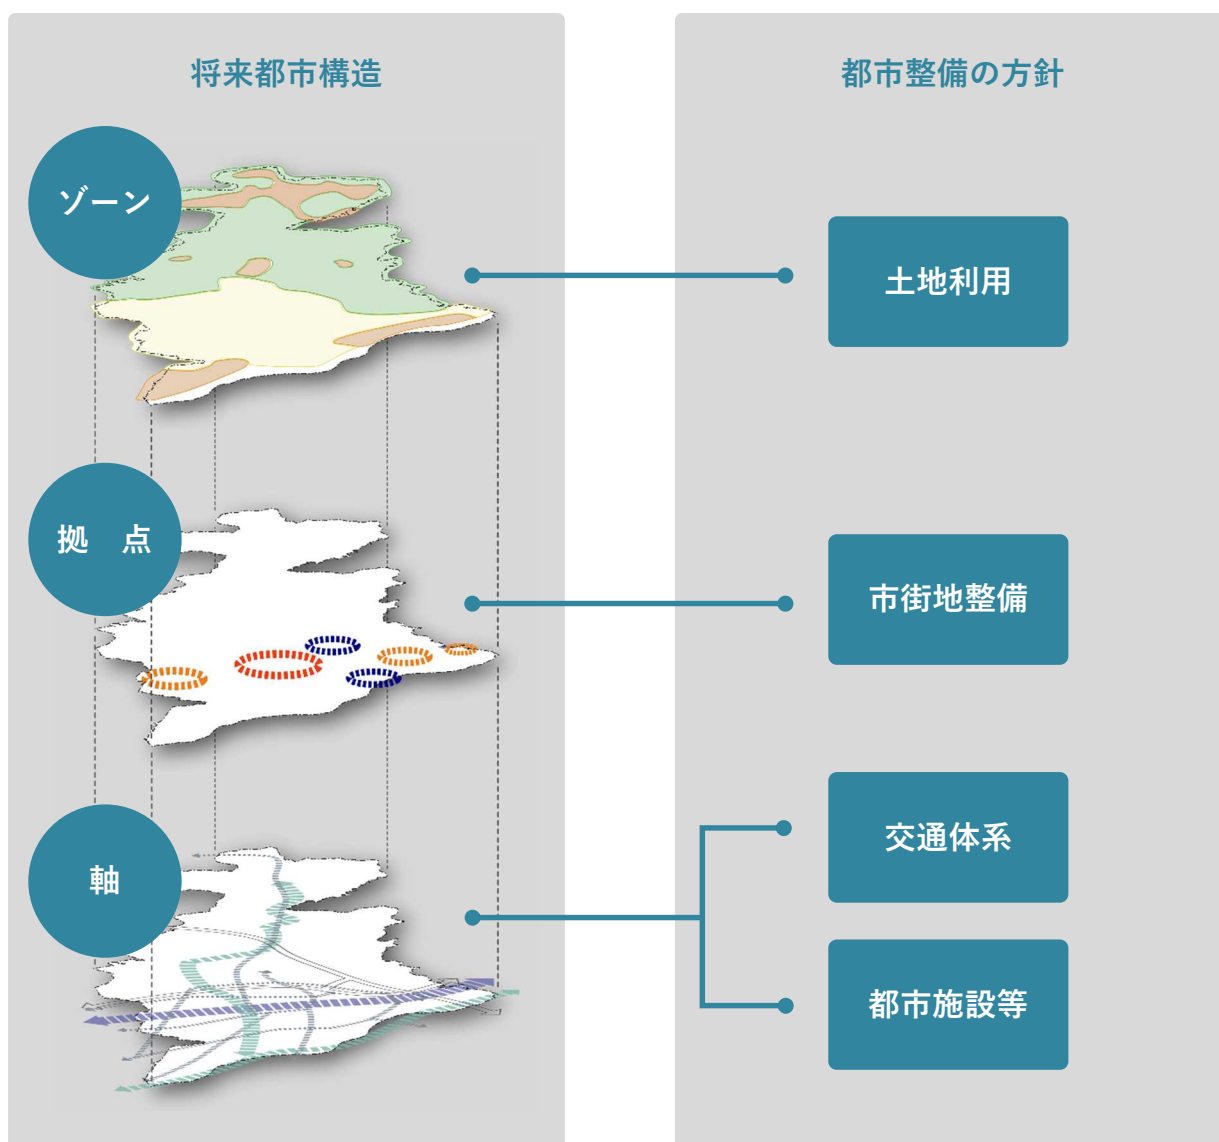 将来都市構造
都市整備の方針
ゾーン
土地利用
拠　点
市街地整備
軸
交通体系
都市施設等